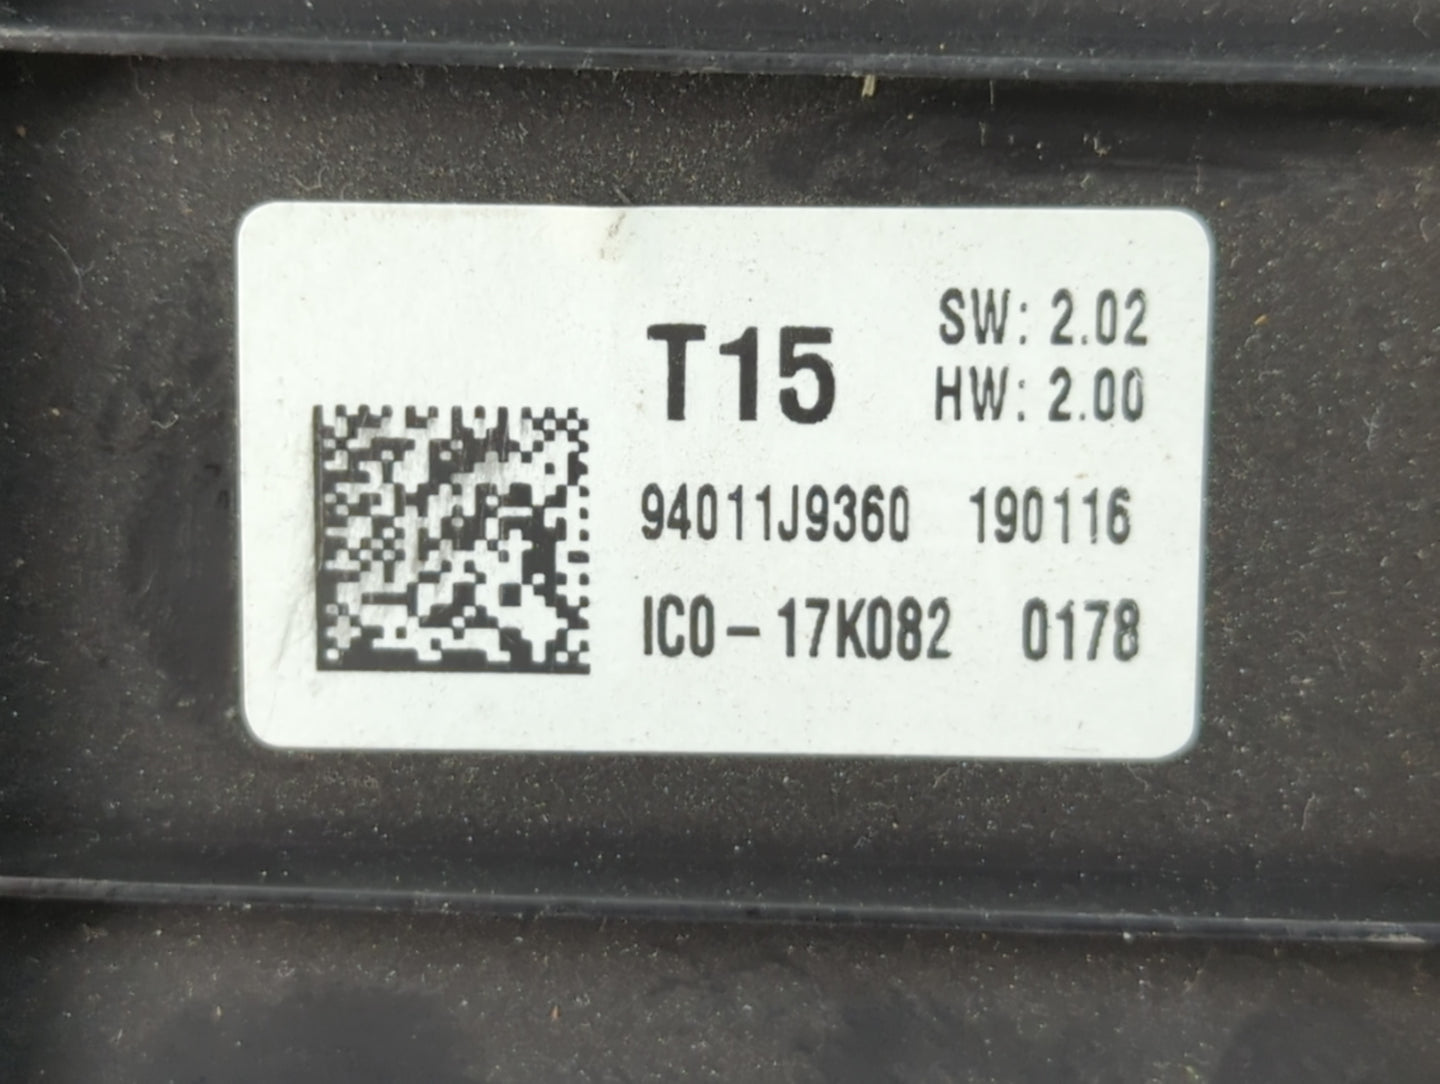 T15
SW: 2.02
HW: 2.00
94011J9360 190116
IC0-17K082 0178